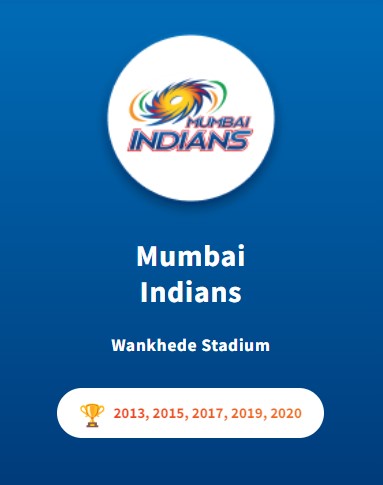 MUMBAI
INDIANS
Mumbai
Indians
Wankhede Stadium
2013, 2015, 2017, 2019, 2020